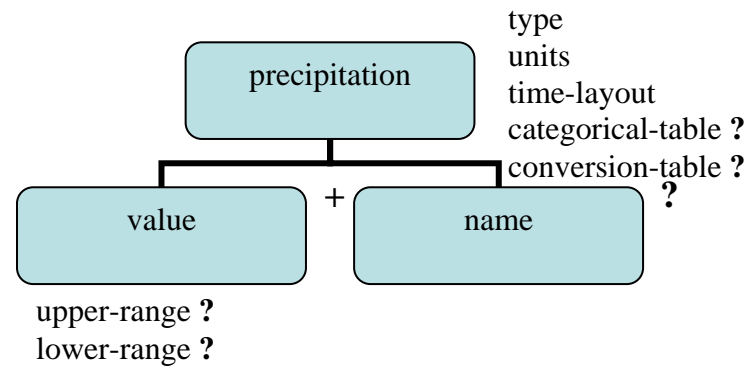 type
units
time-layout
categorical-table ?
conversion-table ?
precipitation
value
+
name
?
upper-range ?
lower-range ?